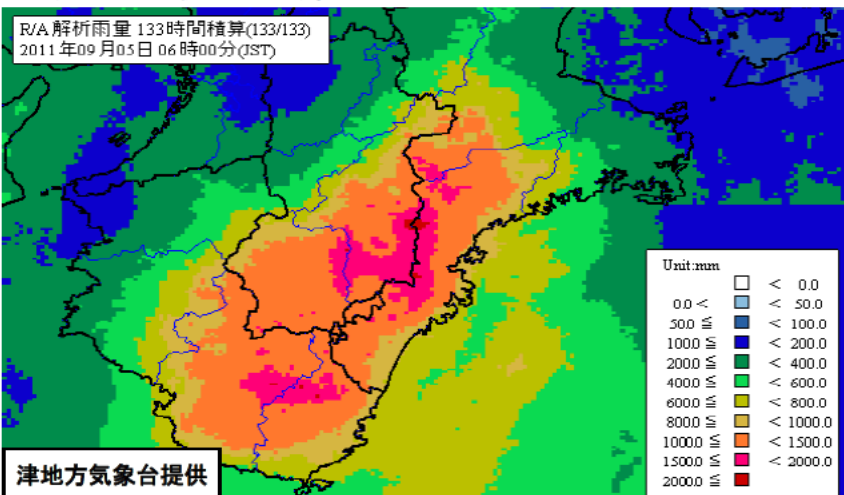 R/A 解析雨量 133時間積算(133/133)
2011年09月05日 06時00分(JST)
Unit:mm
< 0.0
0.0 < < 50.0
50.0 ≦ < 100.0
100.0 ≦ < 200.0
200.0 ≦ < 400.0
400.0 ≦ < 600.0
600.0 ≦ < 800.0
800.0 ≦ < 1000.0
1000.0 ≦ < 1500.0
1500.0 ≦ < 2000.0
2000.0 ≦
津地方気象台提供